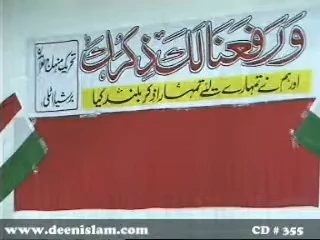 ورفعنا لك ذكرك
اور ہم نے تمہارے لئے تمہارا ذکر بلند کیا
تحریک منہاج القرآن
www.deenislam.com
CD # 355